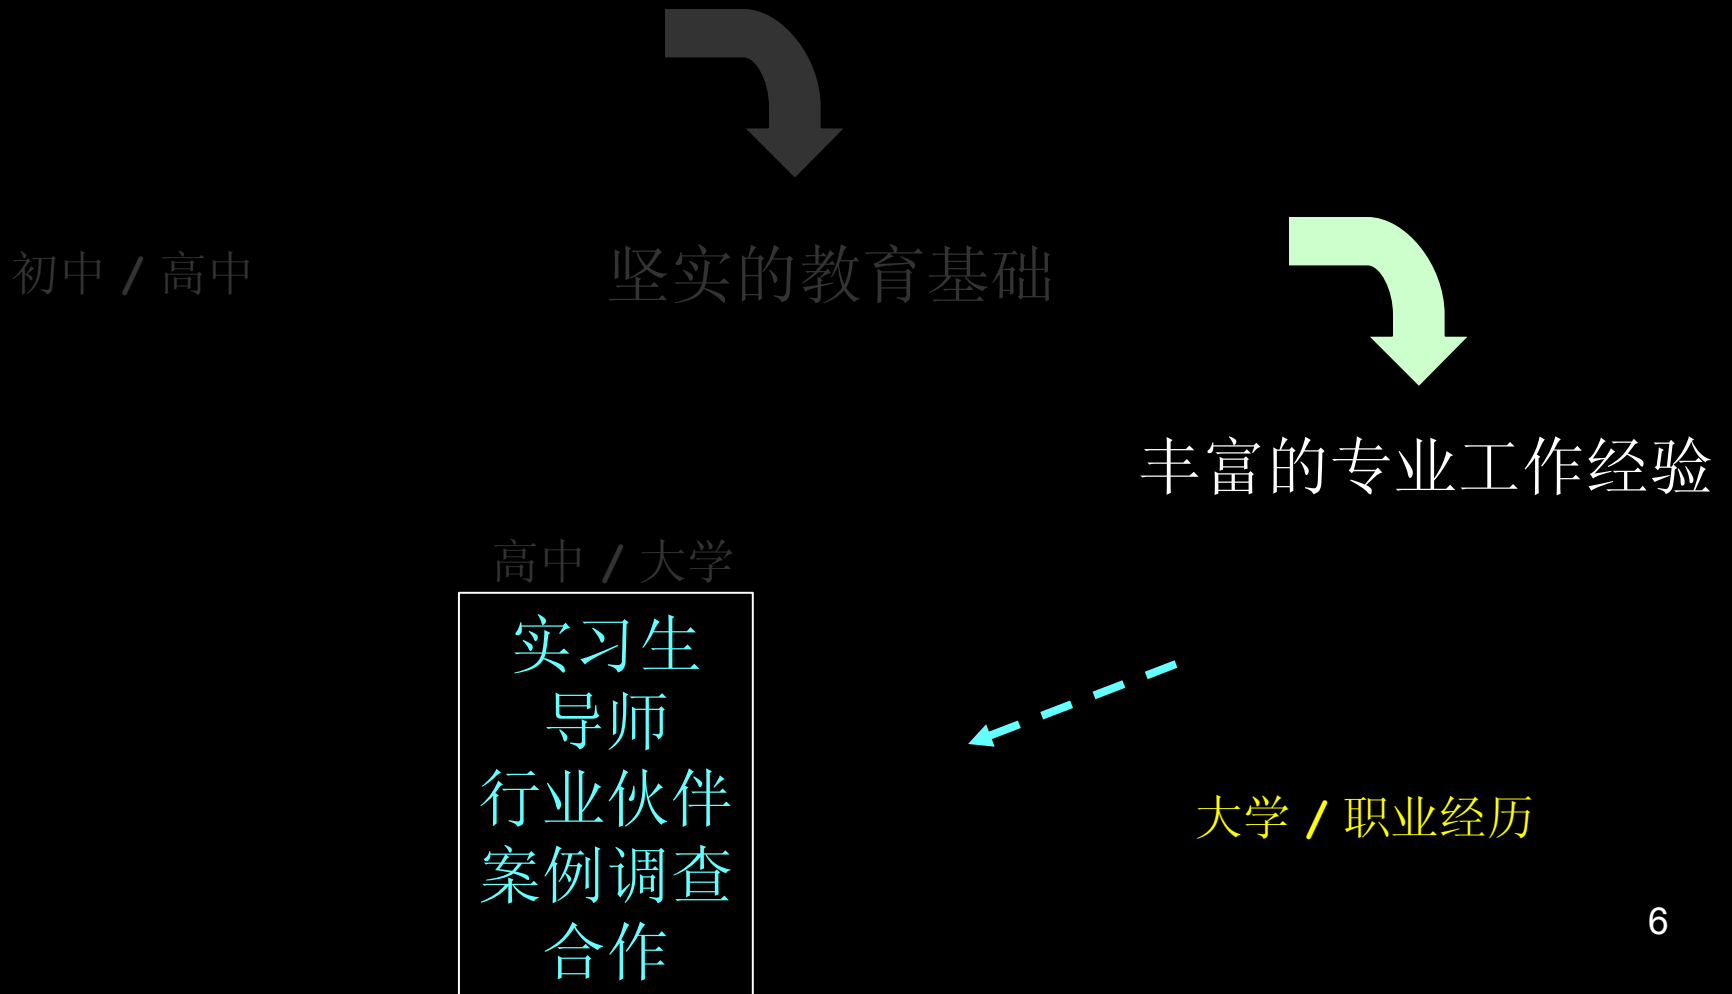 初中 / 高中
坚实的教育基础
丰富的专业工作经验
高中 / 大学
实习生
导师
行业伙伴
案例调查
合作
大学 / 职业经历
6